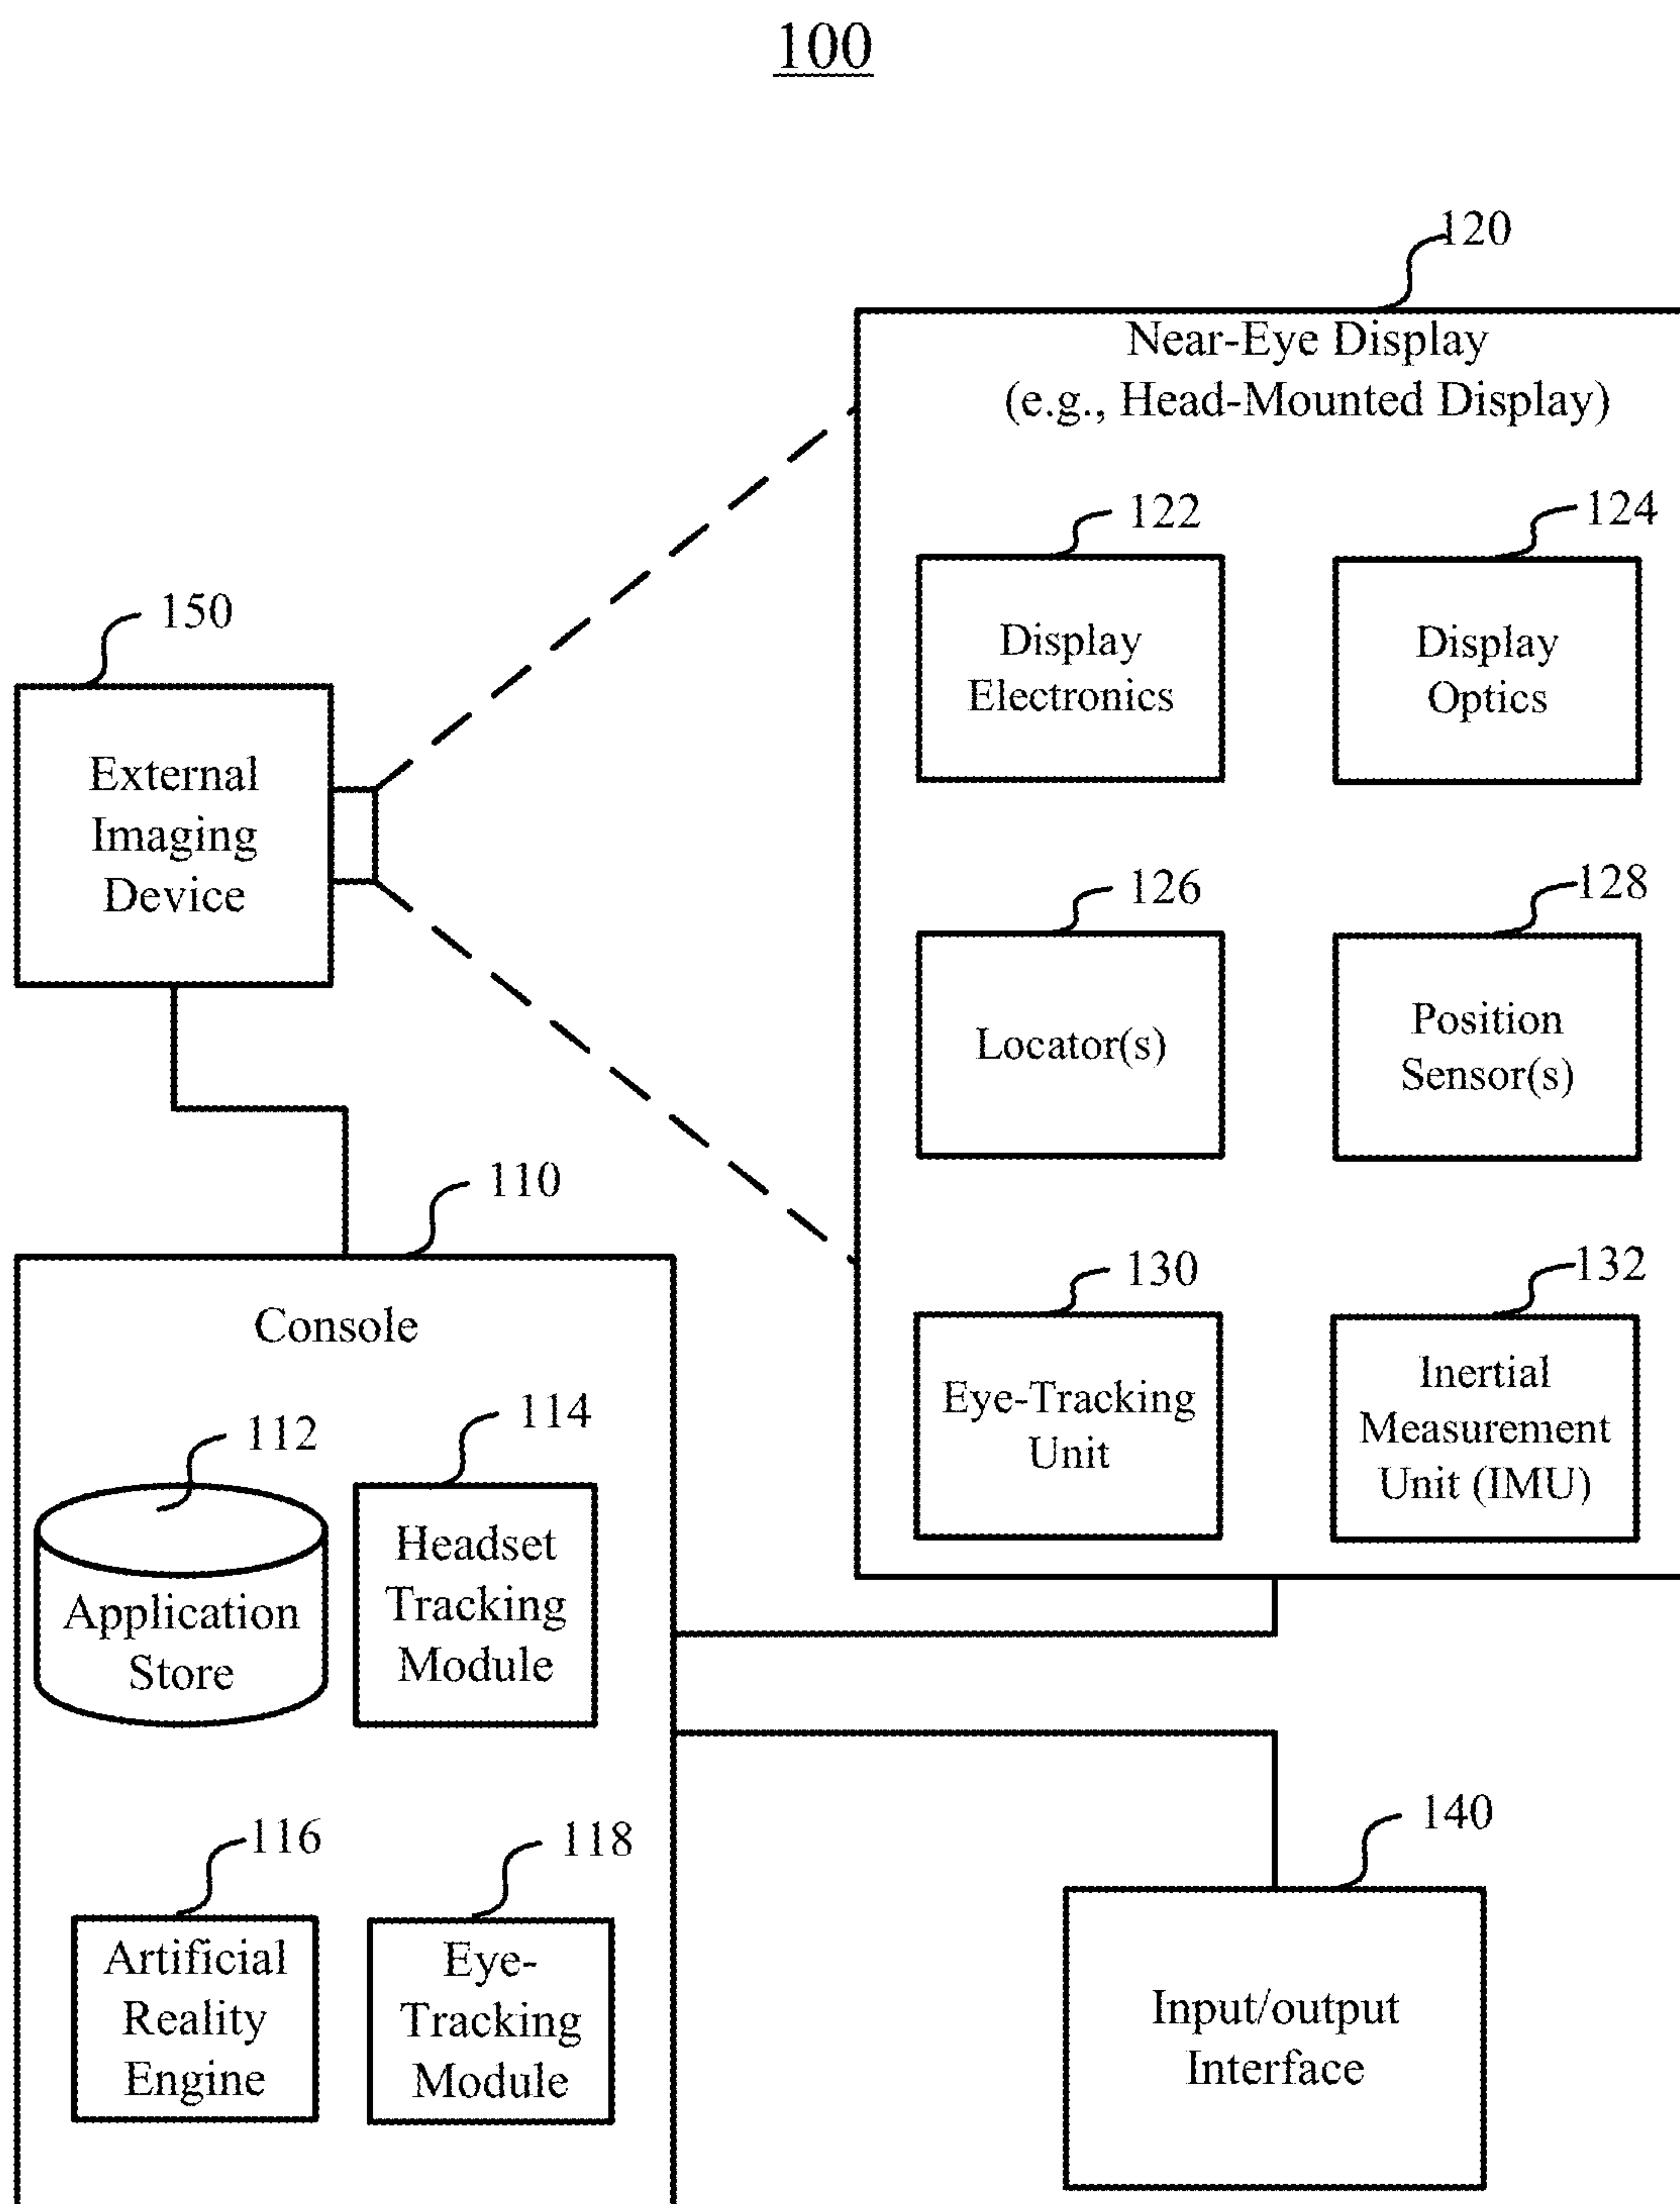 100
120
Near-Eye Display
(e.g., Head-Mounted Display)
122
Display
Electronics
124
Display
Optics
150
External
Imaging
Device
126
Locator(s)
128
Position
Sensor(s)
110
Console
130
Eye-Tracking
Unit
132
Inertial
Measurement
Unit (IMU)
112
Application
Store
114
Headset
Tracking
Module
116
Artificial
Reality
Engine
118
Eye-
Tracking
Module
140
Input/output
Interface